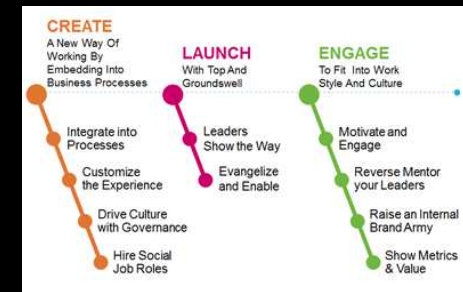 CREATE
A New Way Of
Working By
Embedding Into
Business Processes
Integrate into
Processes
Customize
the Experience
Drive Culture
with Governance
Hire Social
Job Roles
LAUNCH
With Top And
Groundswell
Leaders
Show the Way
Evangelize
and Enable
ENGAGE
To Fit Into Work
Style And Culture
Motivate and
Engage
Reverse Mentor
your Leaders
Raise an Internal
Brand Army
Show Metrics
& Value